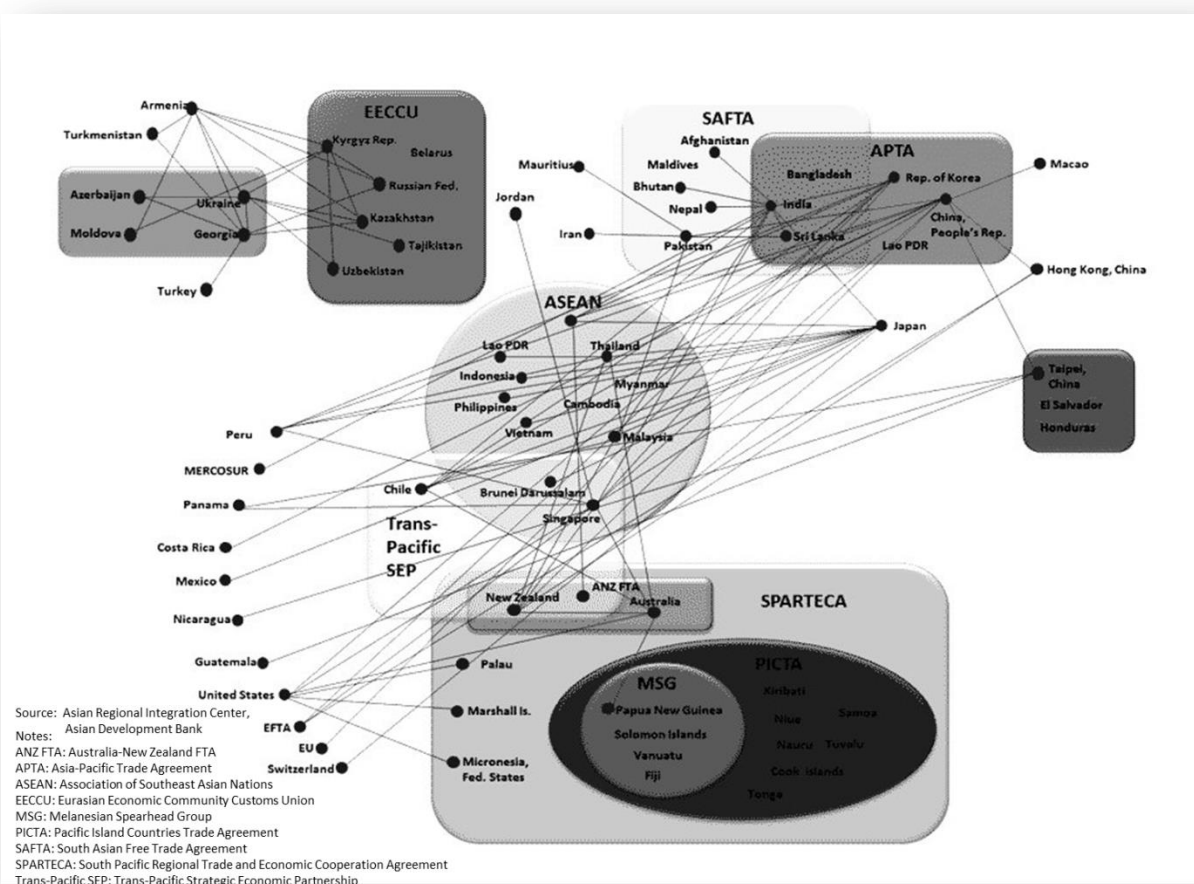 Armenia
EECCU
SAFTA
Turkmenistan
Kyrgyz Rep.
Belarus
Afghanistan
APTA
Mauritius
Maldives
Bangladesh
Macao
Azerbaijan
Ukraine
Russian Fed,
Jordan
Bhutan
Rep. of Korea
Nepal
India
Moldova
Georgia
Kazakhstan
China,
People's Rep.
Iran
Pakistan
Sri Lanka
Lao PDR
Tajikistan
Uzbekistan
Hong Kong, China
Turkey
ASEAN
Japan
Lao PDR
Thailand
Indonesia
Myanmar
Taipei,
China
Philippines
Cambodia
El Salvador
Vietnam
Malaysia
Honduras
Peru
MERCOSUR
Chile
Brunei Darussalam
Panama
Singapore
Trans-
Pacific
SEP
Costa Rica
Mexico
New Zealand
ANZ FTA
Australia
SPARTECA
Nicaragua
Guatemala
Palau
PICTA
United States
MSG
Kiribati
Marshall Is.
Papua New Guinea
Niue
Samoa
EFTA
Solomon Islands
Nauru
Tuvalu
EU
Vanuatu
Switzerland
Micronesia,
Fed. States
Fiji
Cook islands
Tonga
Source: Asian Regional Integration Center,
Asian Development Bank
Notes:
ANZ FTA: Australia-New Zealand FTA
APTA: Asia-Pacific Trade Agreement
ASEAN: Association of Southeast Asian Nations
EECCU: Eurasian Economic Community Customs Union
MSG: Melanesian Spearhead Group
PICTA: Pacific Island Countries Trade Agreement
SAFTA: South Asian Free Trade Agreement
SPARTECA: South Pacific Regional Trade and Economic Cooperation Agreement
Trans-Pacific SEP: Trans-Pacific Strategic Economic Partnership